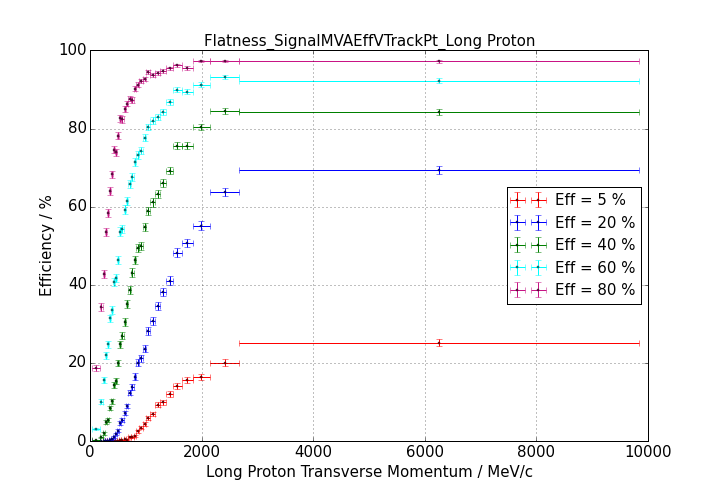 Flatness_SignalMVAEffVTrackPt_Long Proton
100
80
60
40
20
0
Efficiency / %
0 2000 4000 6000 8000 10000
Long Proton Transverse Momentum / MeV/c
Eff = 5 %
Eff = 20 %
Eff = 40 %
Eff = 60 %
Eff = 80 %